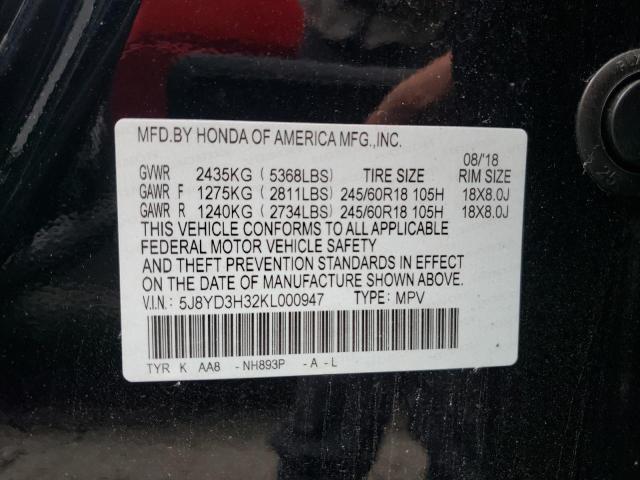 MFD.BY HONDA OF AMERICA MFG.,INC.
08/'18
GVWR 2435KG (5368LBS) TIRE SIZE RIM SIZE
GAWR F 1275KG (2811LBS) 245/60R18 105H 18X8.0J
GAWR R 1240KG (2734LBS) 245/60R18 105H 18X8.0J
THIS VEHICLE CONFORMS TO ALL APPLICABLE
FEDERAL MOTOR VEHICLE SAFETY
AND THEFT PREVENTION STANDARDS IN EFFECT
ON THE DATE OF MANUFACTURE SHOWN ABOVE.
V.I.N.: 5J8YD3H32KL000947 TYPE: MPV
TYR K AA8 -NH893P -A -L